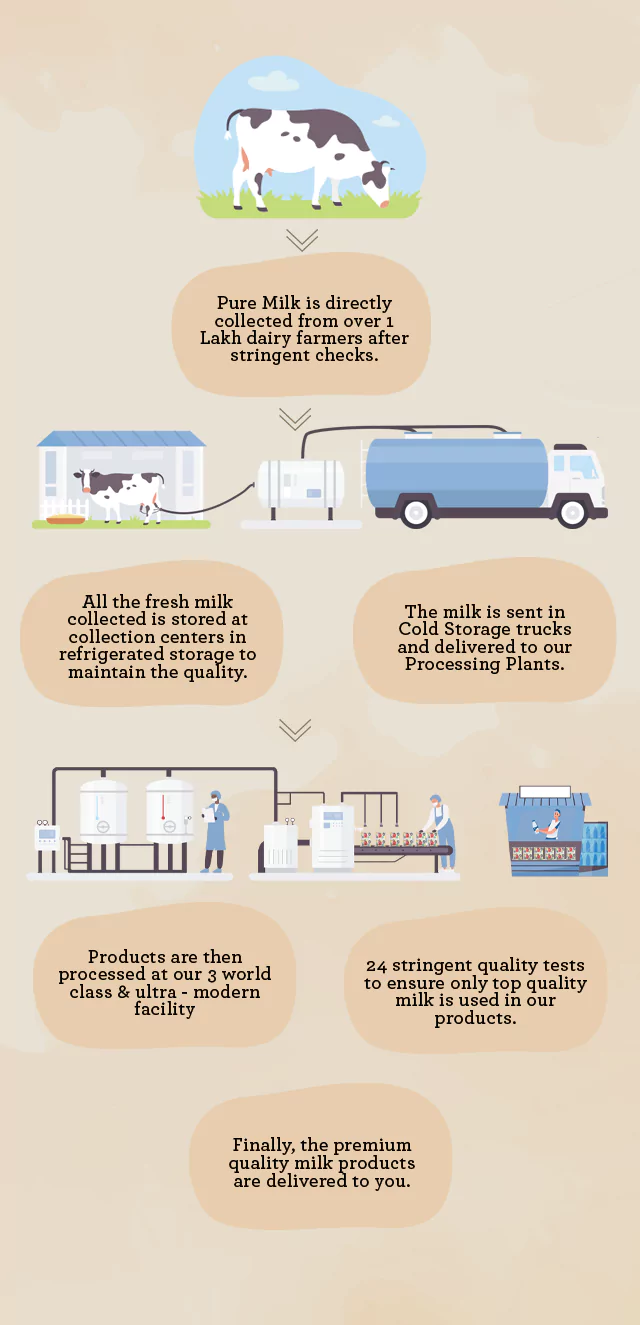 Pure Milk is directly
collected from over 1
Lakh dairy farmers after
stringent checks.
All the fresh milk
collected is stored at
collection centers in
refrigerated storage to
maintain the quality.
The milk is sent in
Cold Storage trucks
and delivered to our
Processing Plants.
Products are then
processed at our 3 world
class & ultra - modern
facility
24 stringent quality tests
to ensure only top quality
milk is used in our
products.
Finally, the premium
quality milk products
are delivered to you.